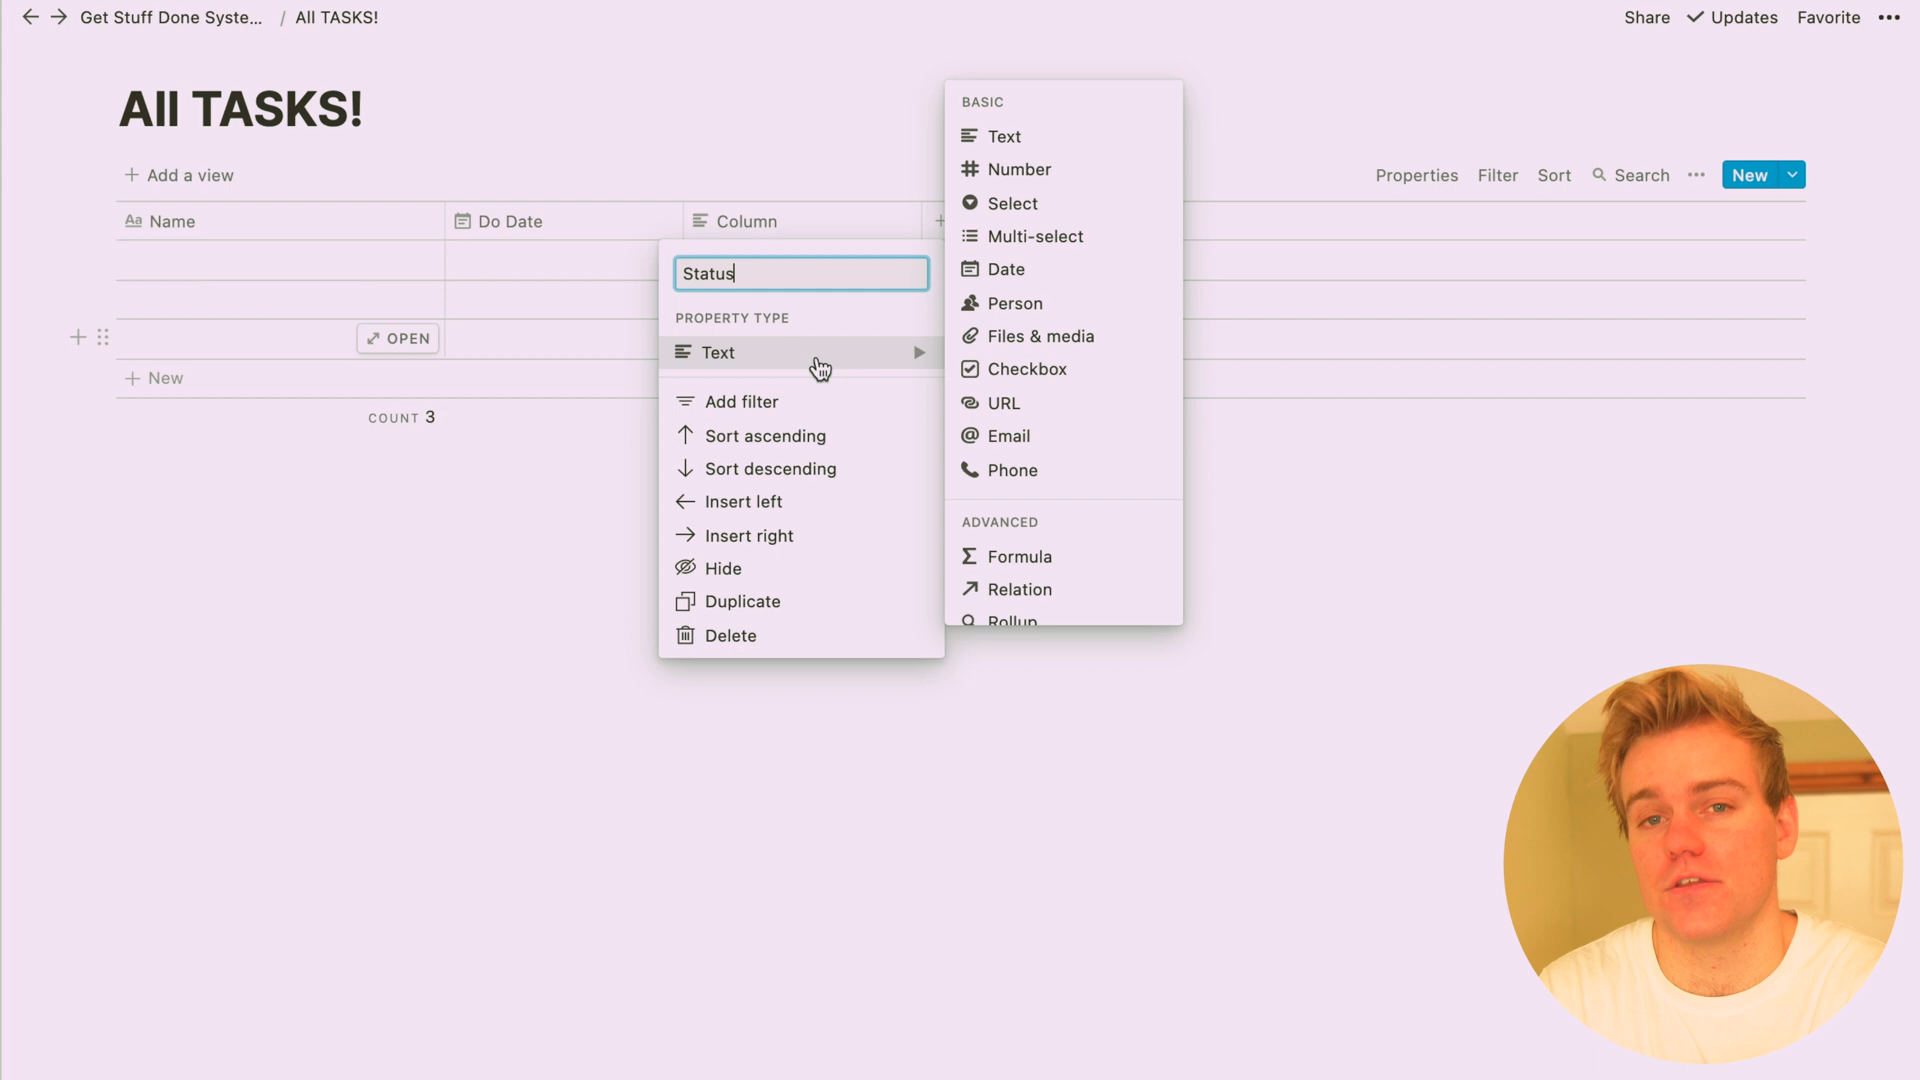 Get Stuff Done Syste... / All TASKS!
Share Updates Favorite
All TASKS!
Add a view
Properties Filter Sort Search New
Name Do Date Column
OPEN
New
COUNT 3
Status
PROPERTY TYPE
Text
Add filter
Sort ascending
Sort descending
Insert left
Insert right
Hide
Duplicate
Delete
BASIC
Text
Number
Select
Multi-select
Date
Person
Files & media
Checkbox
URL
Email
Phone
ADVANCED
Formula
Relation
Rollup